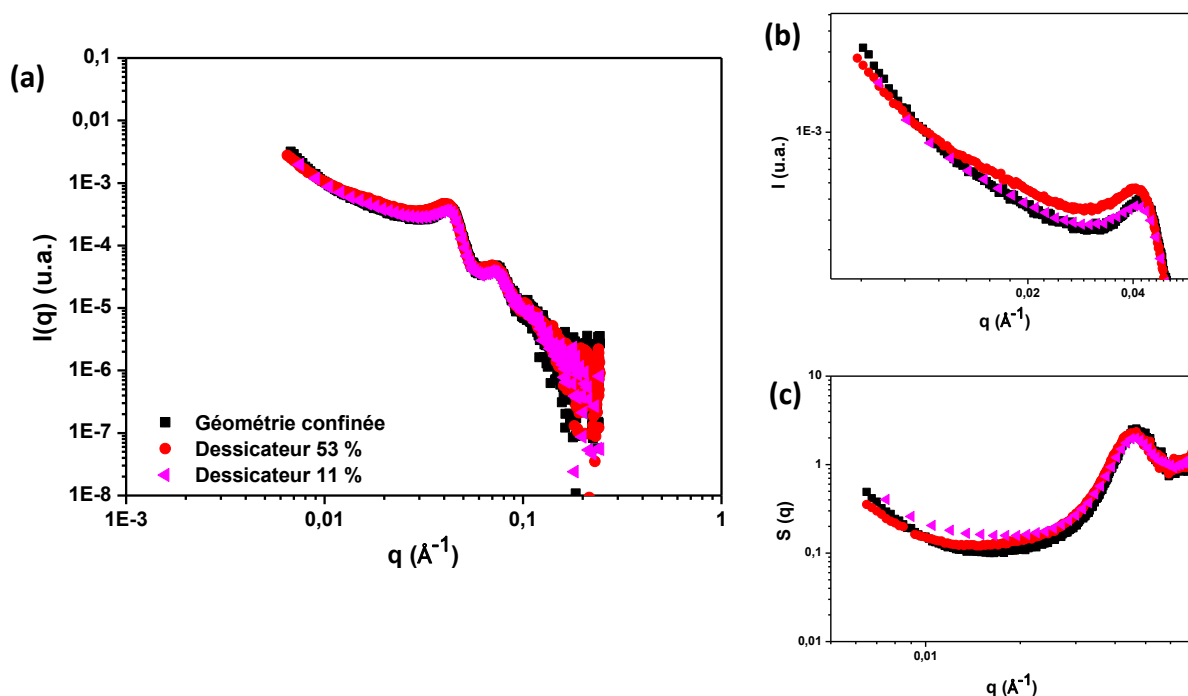 (a)
0,1
0,01
1E-3
1E-4
1E-5
1E-6
1E-7
1E-8
I(q) (u.a.)
Géométrie confinée
Dessicateur 53 %
Dessicateur 11 %
1E-3
0,01
0,1
1
q (Å⁻¹)
(b)
1E-3
I (u.a.)
0,02
0,04
q (Å⁻¹)
(c)
10
1
0,1
0,01
S (q)
0,01
q (Å⁻¹)